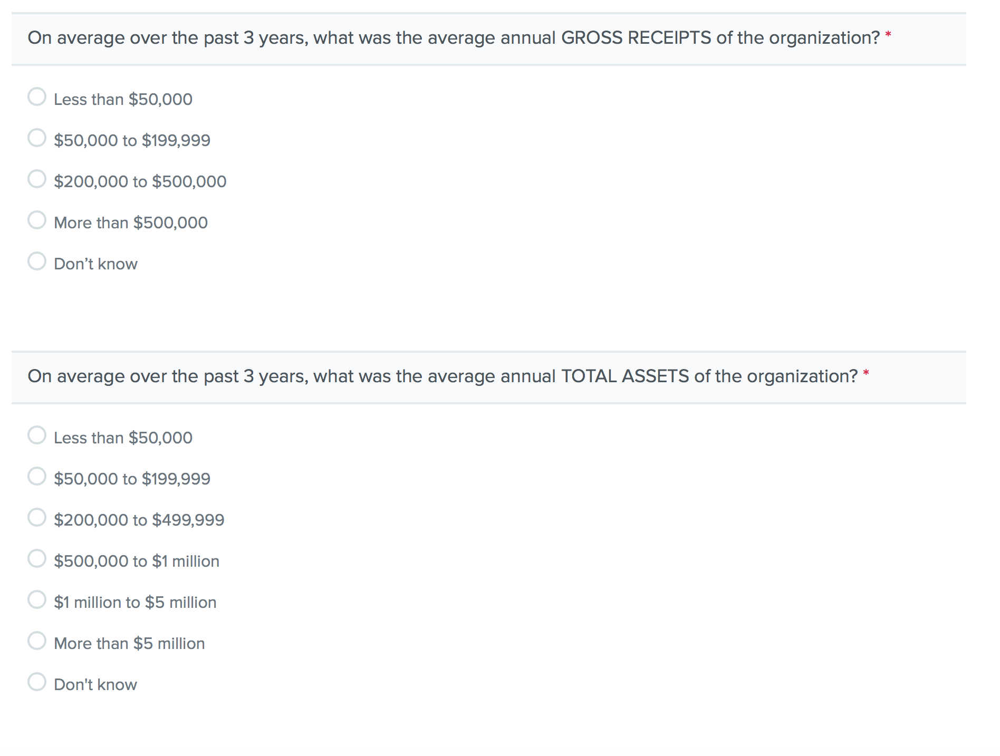 On average over the past 3 years, what was the average annual GROSS RECEIPTS of the organization? *
Less than $50,000
$50,000 to $199,999
$200,000 to $500,000
More than $500,000
Don’t know
On average over the past 3 years, what was the average annual TOTAL ASSETS of the organization? *
Less than $50,000
$50,000 to $199,999
$200,000 to $499,999
$500,000 to $1 million
$1 million to $5 million
More than $5 million
Don't know